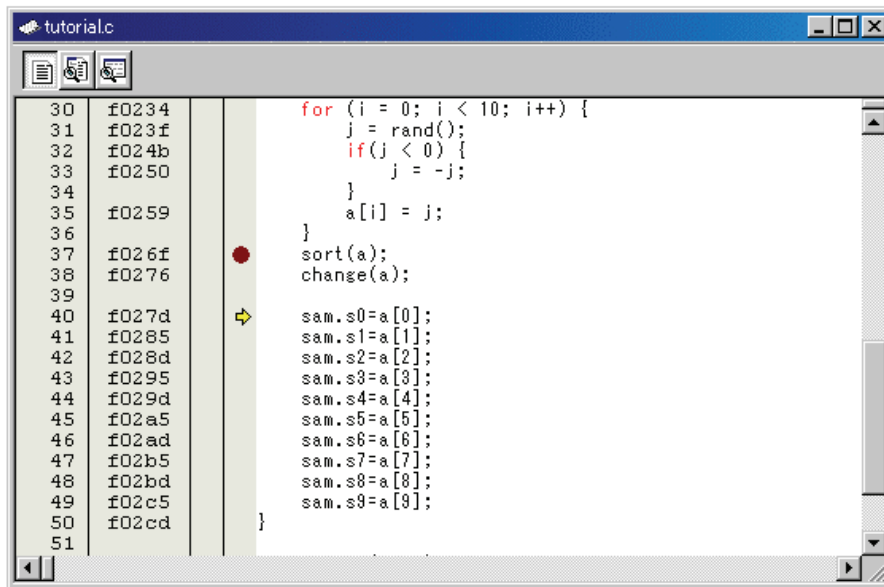 tutorial.c
30 f0234 for (i = 0; i < 10; i++) {
31 f023f j = rand();
32 f024b if(j < 0) {
33 f0250 j = -j;
34 }
35 f0259 a[i] = j;
36 }
37 f026f sort(a);
38 f0276 change(a);
39
40 f027d sam.s0=a[0];
41 f0285 sam.s1=a[1];
42 f028d sam.s2=a[2];
43 f0295 sam.s3=a[3];
44 f029d sam.s4=a[4];
45 f02a5 sam.s5=a[5];
46 f02ad sam.s6=a[6];
47 f02b5 sam.s7=a[7];
48 f02bd sam.s8=a[8];
49 f02c5 sam.s9=a[9];
50 f02cd }
51